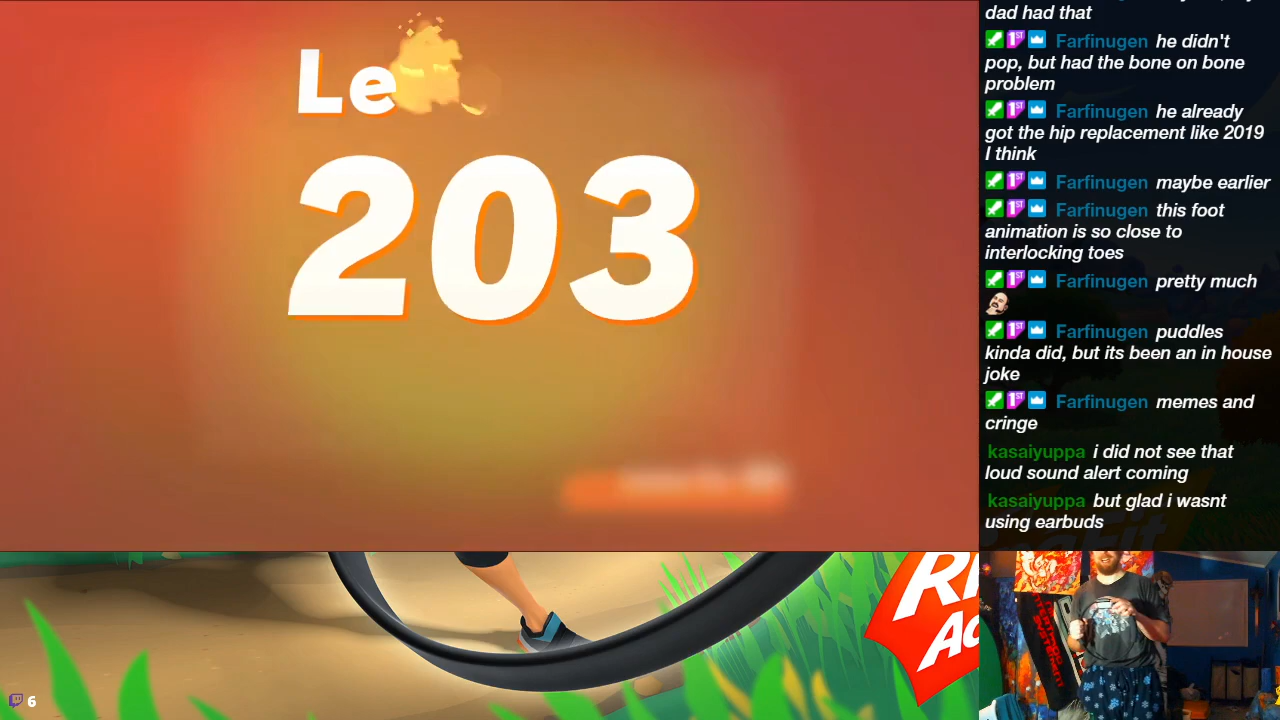 Le
203
RI
Ac
6
dad had that
Farfinugen he didn't
pop, but had the bone on bone
problem
Farfinugen he already
got the hip replacement like 2019
I think
Farfinugen maybe earlier
Farfinugen this foot
animation is so close to
interlocking toes
Farfinugen pretty much
Farfinugen puddles
kinda did, but its been an in house
joke
Farfinugen memes and
cringe
kasaiyuppa i did not see that
loud sound alert coming
kasaiyuppa but glad i wasnt
using earbuds